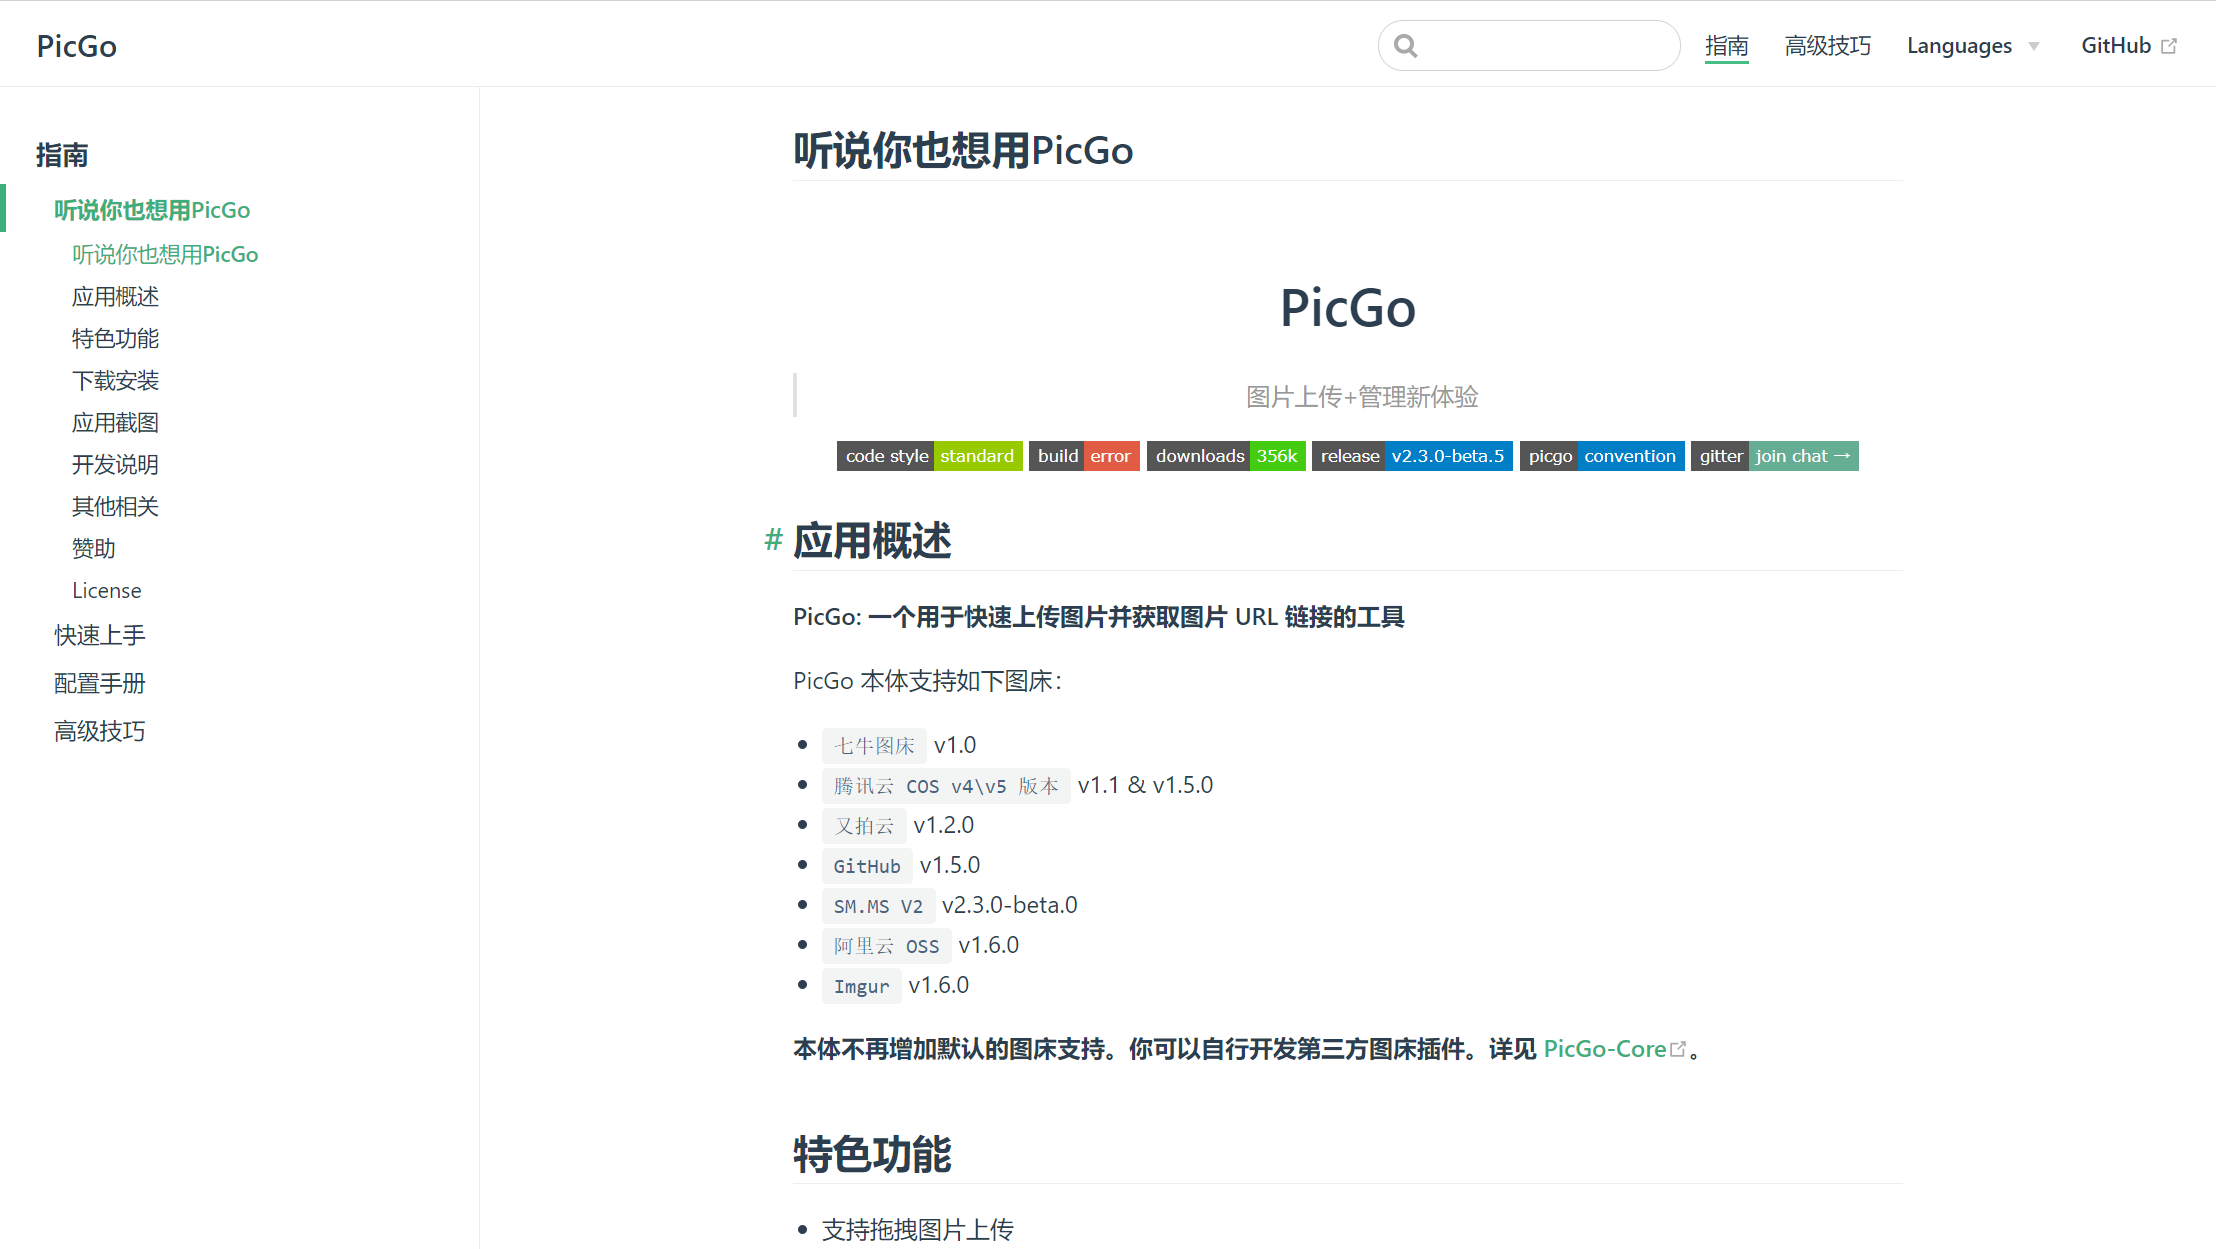 PicGo
指南
高级技巧
Languages
GitHub
指南
听说你也想用PicGo
听说你也想用PicGo
应用概述
特色功能
下载安装
应用截图
开发说明
其他相关
赞助
License
快速上手
配置手册
高级技巧
听说你也想用PicGo
PicGo
图片上传+管理新体验
code style standard build error downloads 356k release v2.3.0-beta.5 picgo convention gitter join chat →
# 应用概述
PicGo: 一个用于快速上传图片并获取图片 URL 链接的工具
PicGo 本体支持如下图床：
• 七牛图床 v1.0
• 腾讯云 COS v4\v5 版本 v1.1 & v1.5.0
• 又拍云 v1.2.0
• GitHub v1.5.0
• SM.MS V2 v2.3.0-beta.0
• 阿里云 OSS v1.6.0
• Imgur v1.6.0
本体不再增加默认的图床支持。你可以自行开发第三方图床插件。详见 PicGo-Core。
特色功能
• 支持拖拽图片上传